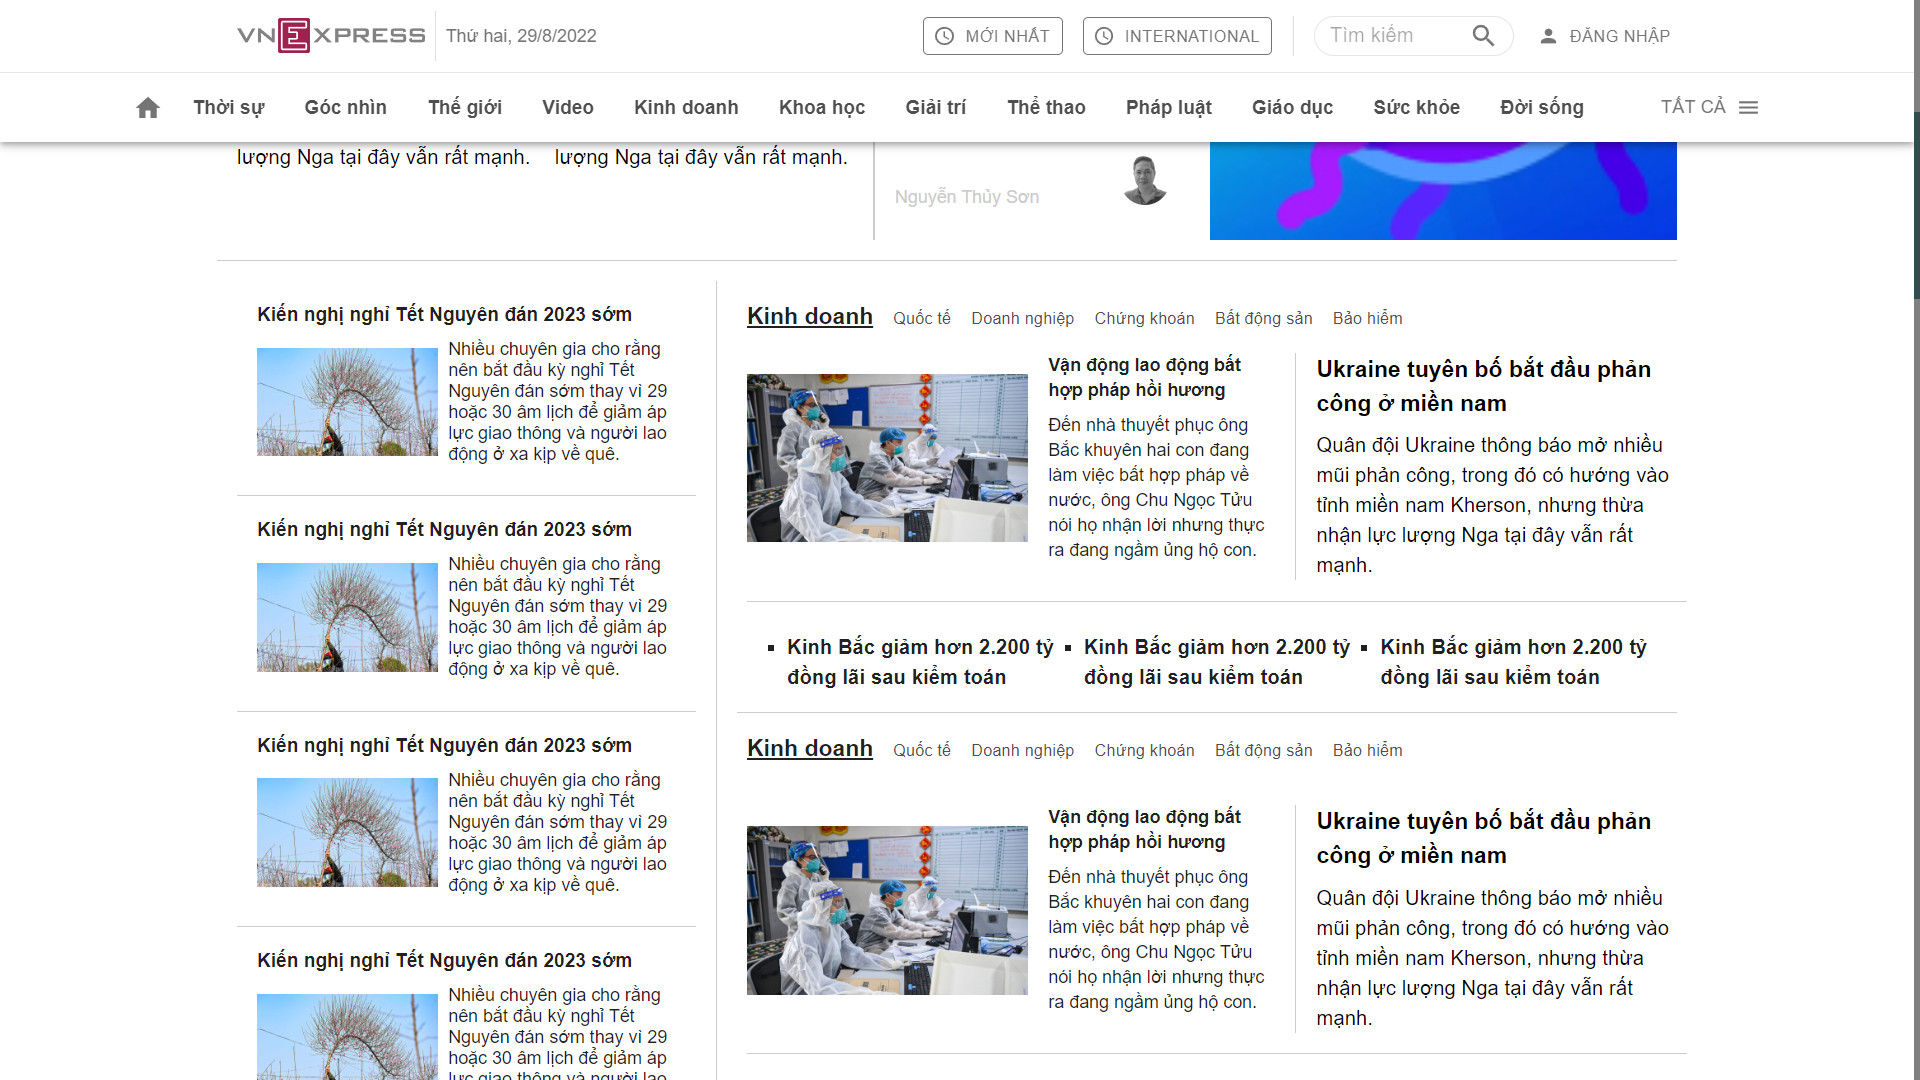 VNEXPRESS
Thứ hai, 29/8/2022
MỚI NHẤT
INTERNATIONAL
Tìm kiếm
ĐĂNG NHẬP
Thời sự
Góc nhìn
Thế giới
Video
Kinh doanh
Khoa học
Giải trí
Thể thao
Pháp luật
Giáo dục
Sức khỏe
Đời sống
TẤT CẢ
lượng Nga tại đây vẫn rất mạnh.
lượng Nga tại đây vẫn rất mạnh.
Nguyễn Thủy Sơn
Kiến nghị nghỉ Tết Nguyên đán 2023 sớm
Nhiều chuyên gia cho rằng
nên bắt đầu kỳ nghỉ Tết
Nguyên đán sớm thay vì 29
hoặc 30 âm lịch để giảm áp
lực giao thông và người lao
động ở xa kịp về quê.
Kiến nghị nghỉ Tết Nguyên đán 2023 sớm
Nhiều chuyên gia cho rằng
nên bắt đầu kỳ nghỉ Tết
Nguyên đán sớm thay vì 29
hoặc 30 âm lịch để giảm áp
lực giao thông và người lao
động ở xa kịp về quê.
Kiến nghị nghỉ Tết Nguyên đán 2023 sớm
Nhiều chuyên gia cho rằng
nên bắt đầu kỳ nghỉ Tết
Nguyên đán sớm thay vì 29
hoặc 30 âm lịch để giảm áp
lực giao thông và người lao
động ở xa kịp về quê.
Kiến nghị nghỉ Tết Nguyên đán 2023 sớm
Nhiều chuyên gia cho rằng
nên bắt đầu kỳ nghỉ Tết
Nguyên đán sớm thay vì 29
hoặc 30 âm lịch để giảm áp
lực giao thông và người lao
Kinh doanh
Quốc tế
Doanh nghiệp
Chứng khoán
Bất động sản
Bảo hiểm
Vận động lao động bất
hợp pháp hồi hương
Đến nhà thuyết phục ông
Bắc khuyên hai con đang
làm việc bất hợp pháp về
nước, ông Chu Ngọc Tửu
nói họ nhận lời nhưng thực
ra đang ngầm ủng hộ con.
Ukraine tuyên bố bắt đầu phản
công ở miền nam
Quân đội Ukraine thông báo mở nhiều
mũi phản công, trong đó có hướng vào
tỉnh miền nam Kherson, nhưng thừa
nhận lực lượng Nga tại đây vẫn rất
mạnh.
Kinh Bắc giảm hơn 2.200 tỷ
đồng lãi sau kiểm toán
Kinh Bắc giảm hơn 2.200 tỷ
đồng lãi sau kiểm toán
Kinh Bắc giảm hơn 2.200 tỷ
đồng lãi sau kiểm toán
Kinh doanh
Quốc tế
Doanh nghiệp
Chứng khoán
Bất động sản
Bảo hiểm
Vận động lao động bất
hợp pháp hồi hương
Đến nhà thuyết phục ông
Bắc khuyên hai con đang
làm việc bất hợp pháp về
nước, ông Chu Ngọc Tửu
nói họ nhận lời nhưng thực
ra đang ngầm ủng hộ con.
Ukraine tuyên bố bắt đầu phản
công ở miền nam
Quân đội Ukraine thông báo mở nhiều
mũi phản công, trong đó có hướng vào
tỉnh miền nam Kherson, nhưng thừa
nhận lực lượng Nga tại đây vẫn rất
mạnh.